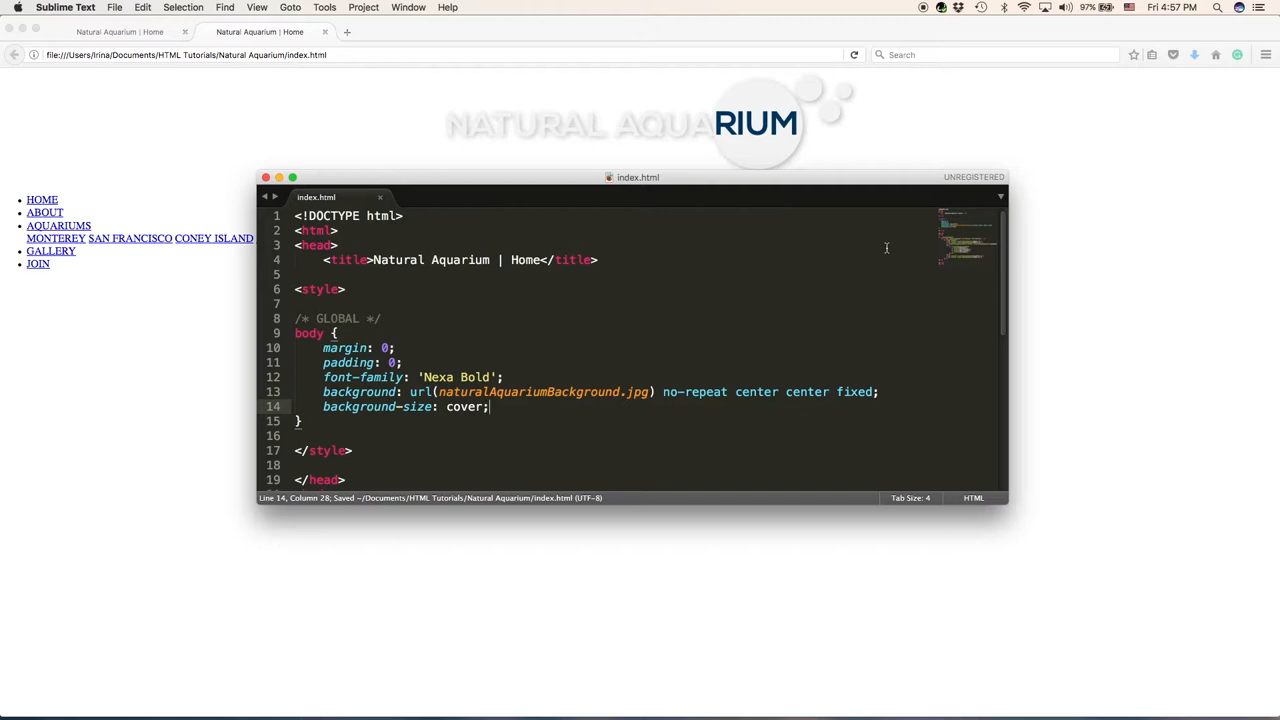 Sublime Text File Edit Selection Find View Goto Tools Project Window Help 97% Fri 4:57 PM
Natural Aquarium | Home Natural Aquarium | Home
file:///Users/Irina/Documents/HTML Tutorials/Natural Aquarium/index.html Search
NATURAL AQUARIUM
HOME
ABOUT
AQUARIUMS
MONTEREY SAN FRANCISCO CONEY ISLAND
GALLERY
JOIN
index.html UNREGISTERED
index.html
1 <!DOCTYPE html>
2 <html>
3 <head>
4 <title>Natural Aquarium | Home</title>
5
6 <style>
7
8 /* GLOBAL */
9 body {
10 margin: 0;
11 padding: 0;
12 font-family: 'Nexa Bold';
13 background: url(naturalAquariumBackground.jpg) no-repeat center center fixed;
14 background-size: cover;
15 }
16
17 </style>
18
19 </head>
Line 14, Column 28; Saved ~/Documents/HTML Tutorials/Natural Aquarium/index.html (UTF-8) Tab Size: 4 HTML